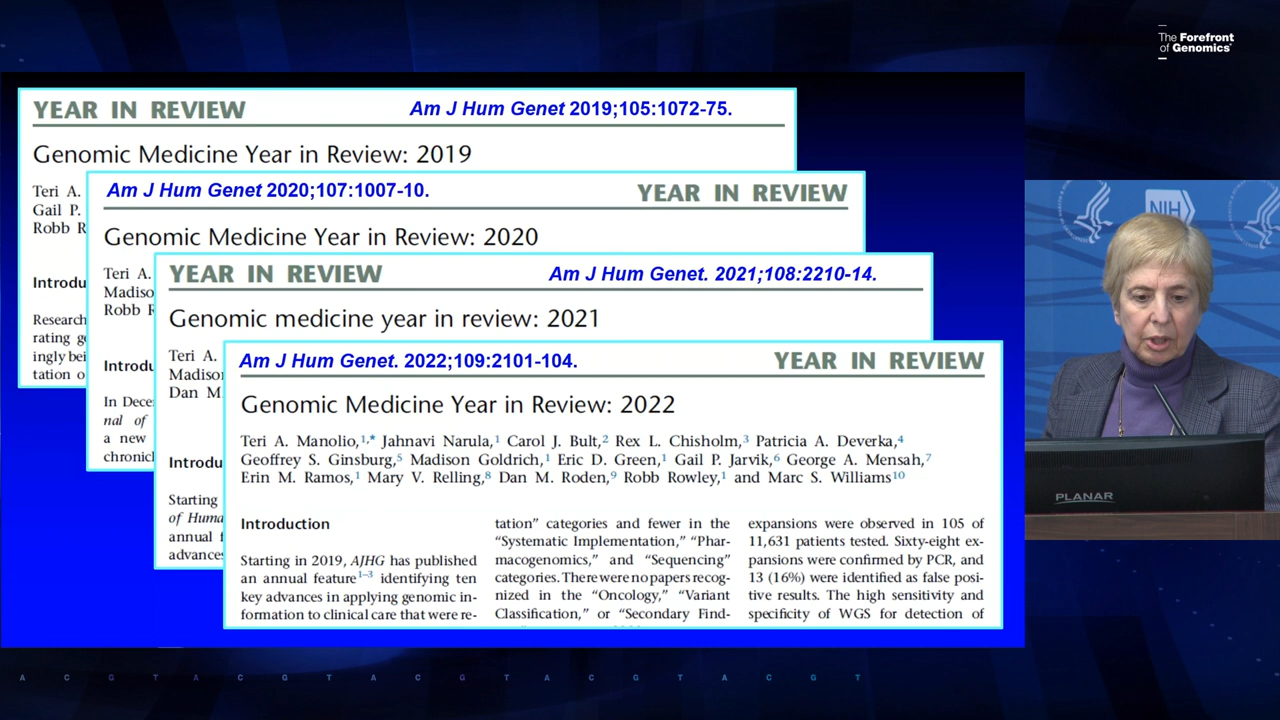 The Forefront
of Genomics®
YEAR IN REVIEW
Am J Hum Genet 2019;105:1072-75.
Genomic Medicine Year in Review: 2019
Teri A.
Gail P.
Robb R
Introdu
Research
rating ge
ingly bei
tation o
Am J Hum Genet 2020;107:1007-10.
YEAR IN REVIEW
Genomic Medicine Year in Review: 2020
Teri A.
Madiso
Robb R
Introdu
In Dece
nal of
a new
chronicl
YEAR IN REVIEW
Am J Hum Genet. 2021;108:2210-14.
Genomic medicine year in review: 2021
Teri A.
Madison
Dan M.
Introdu
Starting
of Huma
annual f
advances
Am J Hum Genet. 2022;109:2101-104.
YEAR IN REVIEW
Genomic Medicine Year in Review: 2022
Teri A. Manolio,1,* Jahnavi Narula,1 Carol J. Bult,2 Rex L. Chisholm,3 Patricia A. Deverka,4
Geoffrey S. Ginsburg,5 Madison Goldrich,1 Eric D. Green,1 Gail P. Jarvik,6 George A. Mensah,7
Erin M. Ramos,1 Mary V. Relling,8 Dan M. Roden,9 Robb Rowley,1 and Marc S. Williams10
Introduction
Starting in 2019, AJHG has published
an annual feature1–3 identifying ten
key advances in applying genomic in-
formation to clinical care that were re-
tation” categories and fewer in the
“Systematic Implementation,” “Phar-
macogenomics,” and “Sequencing”
categories. There were no papers recog-
nized in the “Oncology,” “Variant
Classification,” or “Secondary Find-
expansions were observed in 105 of
11,631 patients tested. Sixty-eight ex-
pansions were confirmed by PCR, and
13 (16%) were identified as false posi-
tive results. The high sensitivity and
specificity of WGS for detection of
NIH
PLANAR
A C G T A C G T A C G T A C G T